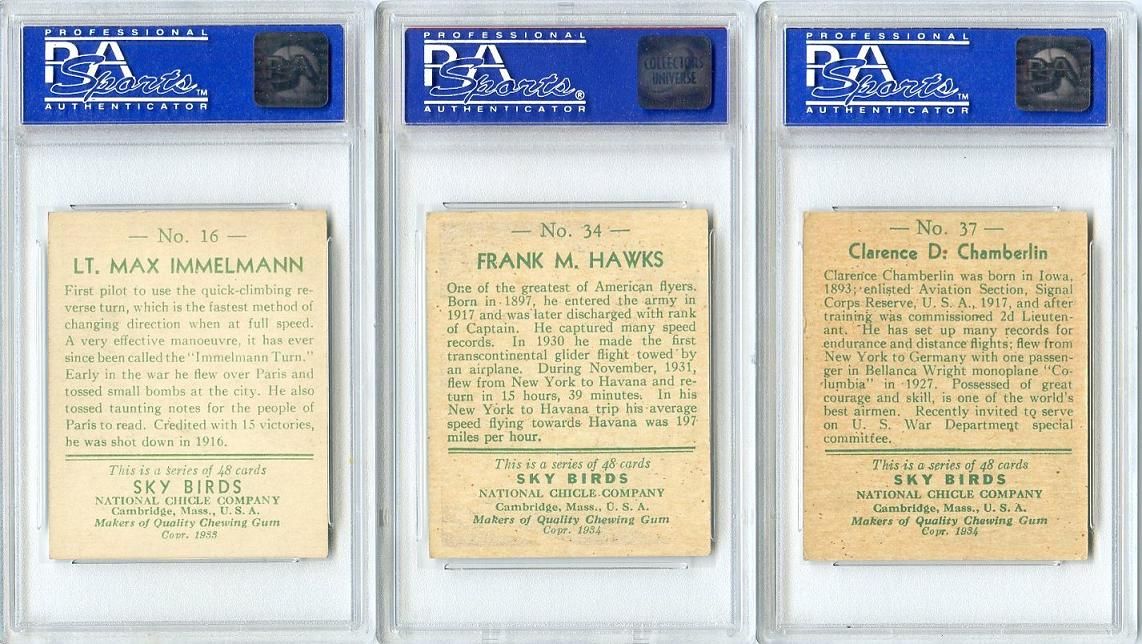 PROFESSIONAL
PSA
Sports™
AUTHENTICATOR
PSA
— No. 16 —
LT. MAX IMMELMANN
First pilot to use the quick-climbing re-
verse turn, which is the fastest method of
changing direction when at full speed.
A very effective manoeuvre, it has ever
since been called the "Immelmann Turn."
Early in the war he flew over Paris and
tossed small bombs at the city. He also
tossed taunting notes for the people of
Paris to read. Credited with 15 victories,
he was shot down in 1916.
This is a series of 48 cards
SKY BIRDS
NATIONAL CHICLE COMPANY
Cambridge, Mass., U. S. A.
Makers of Quality Chewing Gum
Copr. 1933
PROFESSIONAL
PSA
Sports®
AUTHENTICATOR
COLLECTORS
UNIVERSE
— No. 34 —
FRANK M. HAWKS
One of the greatest of American flyers.
Born in 1897, he entered the army in
1917 and was later discharged with rank
of Captain. He captured many speed
records. In 1930 he made the first
transcontinental glider flight towed by
an airplane. During November, 1931,
flew from New York to Havana and re-
turn in 15 hours, 39 minutes. In his
New York to Havana trip his average
speed flying towards Havana was 197
miles per hour.
This is a series of 48 cards
SKY BIRDS
NATIONAL CHICLE COMPANY
Cambridge, Mass., U. S. A.
Makers of Quality Chewing Gum
Copr. 1934
PROFESSIONAL
PSA
Sports™
AUTHENTICATOR
PSA
— No. 37 —
Clarence D. Chamberlin
Clarence Chamberlin was born in Iowa,
1893; enlisted Aviation Section, Signal
Corps Reserve, U. S. A., 1917, and after
training was commissioned 2d Lieuten-
ant. He has set up many records for
endurance and distance flights; flew from
New York to Germany with one passen-
ger in Bellanca Wright monoplane "Co-
lumbia" in 1927. Possessed of great
courage and skill, is one of the world's
best airmen. Recently invited to serve
on U. S. War Department special
committee.
This is a series of 48 cards
SKY BIRDS
NATIONAL CHICLE COMPANY
Cambridge, Mass., U. S. A.
Makers of Quality Chewing Gum
Copr. 1934